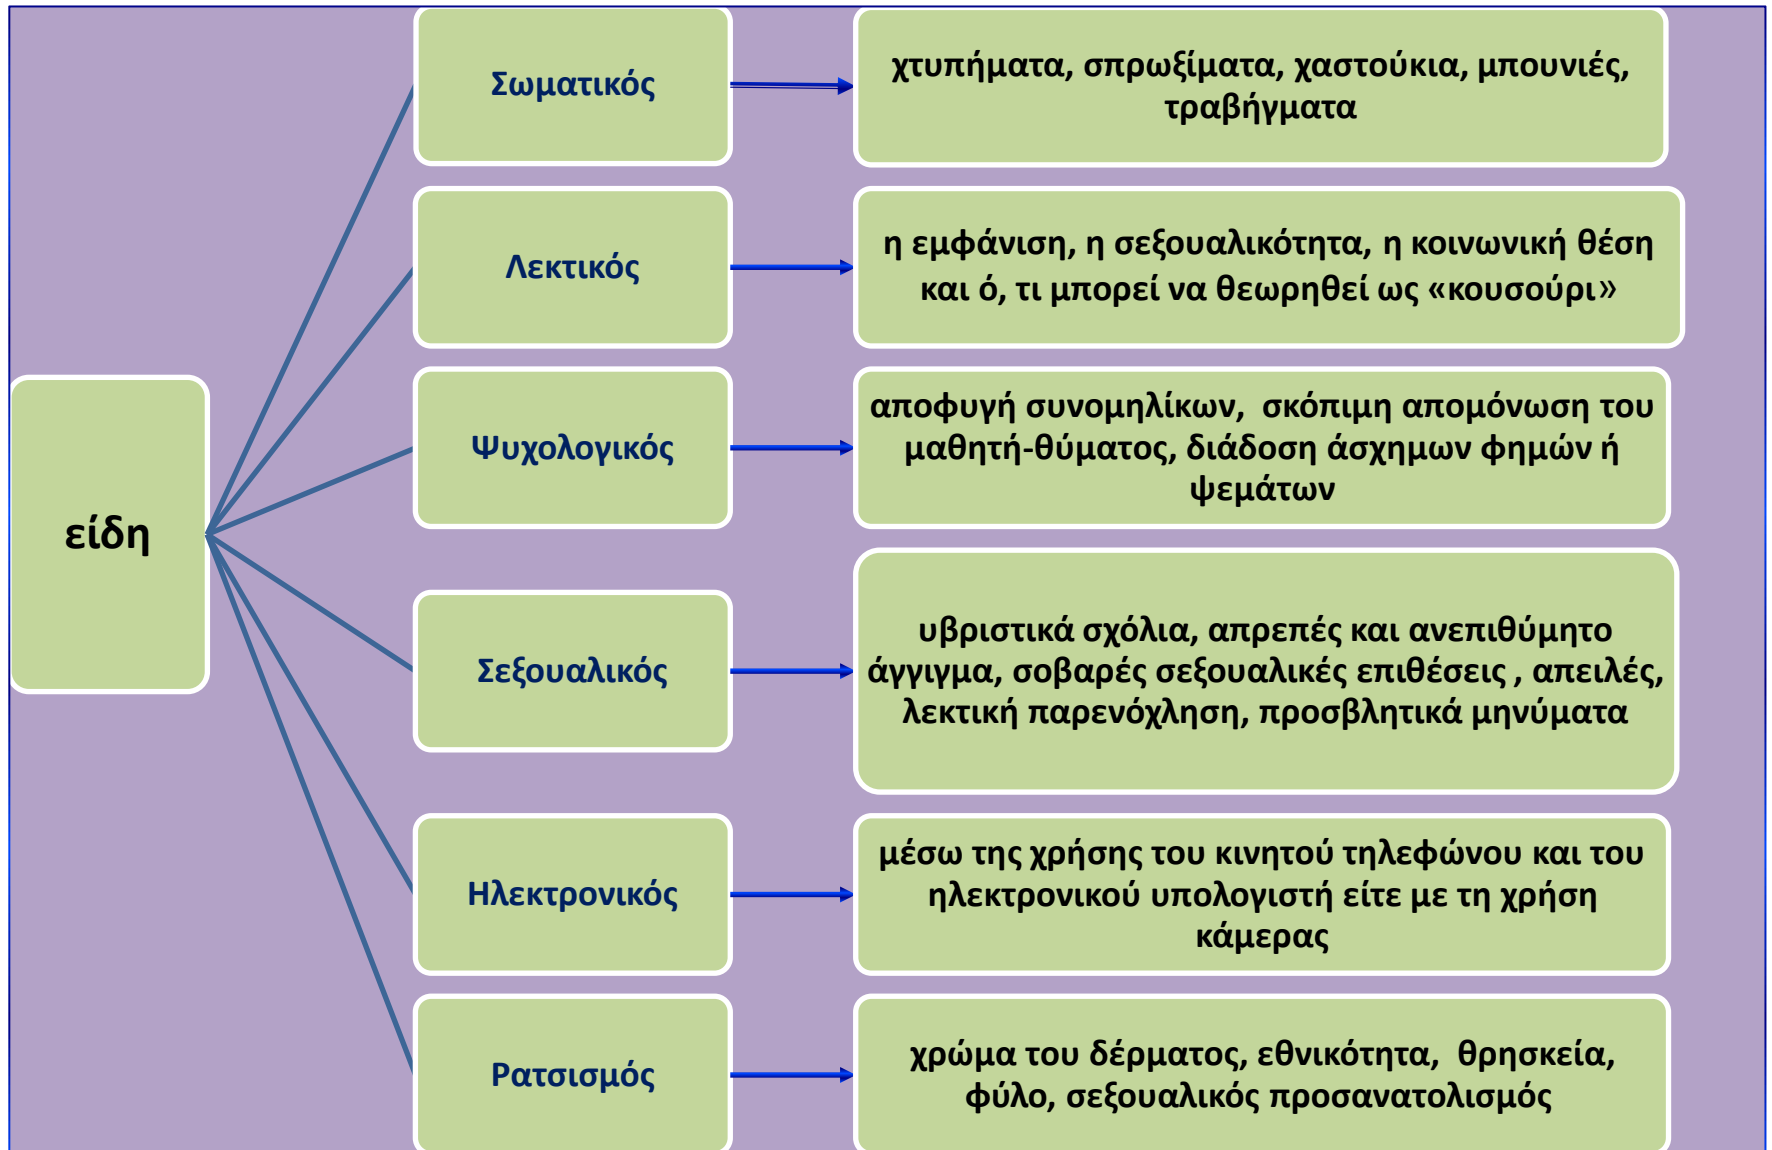 είδη
Σωματικός
χτυπήματα, σπρωξίματα, χαστούκια, μπουνιές,
τραβήγματα
Λεκτικός
η εμφάνιση, η σεξουαλικότητα, η κοινωνική θέση
και ό, τι μπορεί να θεωρηθεί ως «κουσούρι»
Ψυχολογικός
αποφυγή συνομηλίκων, σκόπιμη απομόνωση του
μαθητή-θύματος, διάδοση άσχημων φημών ή
ψεμάτων
Σεξουαλικός
υβριστικά σχόλια, απρεπές και ανεπιθύμητο
άγγιγμα, σοβαρές σεξουαλικές επιθέσεις , απειλές,
λεκτική παρενόχληση, προσβλητικά μηνύματα
Ηλεκτρονικός
μέσω της χρήσης του κινητού τηλεφώνου και του
ηλεκτρονικού υπολογιστή είτε με τη χρήση
κάμερας
Ρατσισμός
χρώμα του δέρματος, εθνικότητα, θρησκεία,
φύλο, σεξουαλικός προσανατολισμός